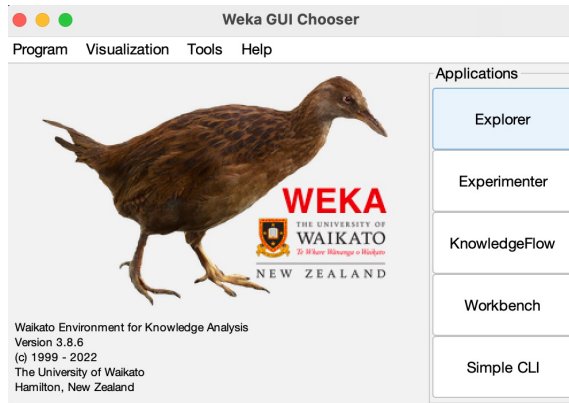 Weka GUI Chooser
Program Visualization Tools Help
Applications
Explorer
Experimenter
KnowledgeFlow
Workbench
Simple CLI
WEKA
THE UNIVERSITY OF
WAIKATO
Te Whare Wānanga o Waikato
NEW ZEALAND
Waikato Environment for Knowledge Analysis
Version 3.8.6
(c) 1999 - 2022
The University of Waikato
Hamilton, New Zealand